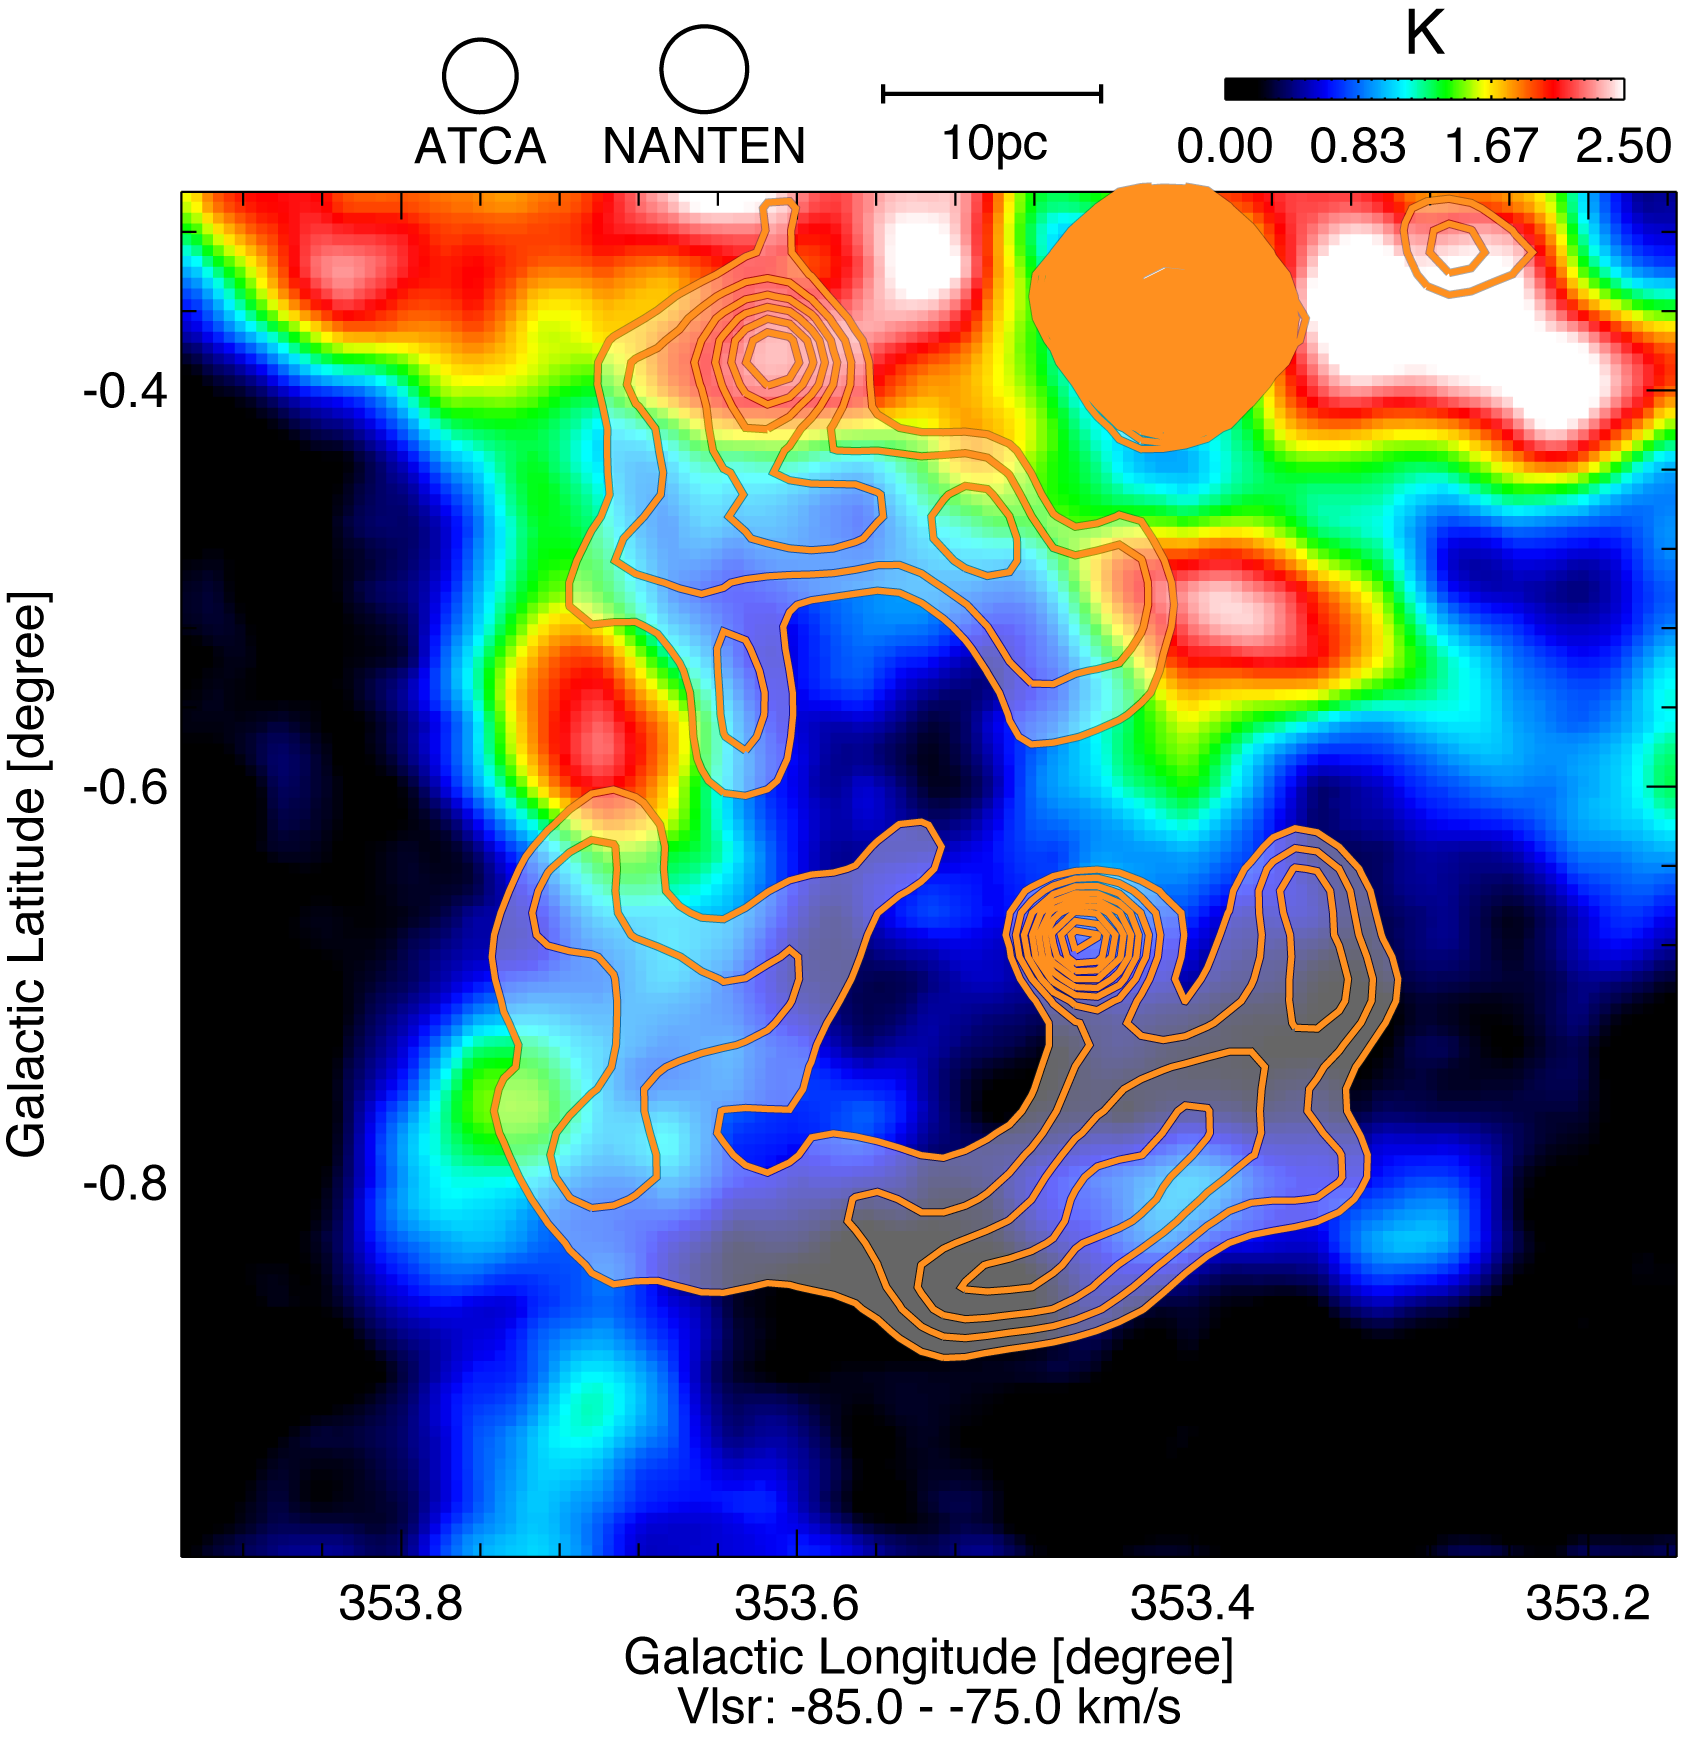 K
ATCA NANTEN 10pc 0.00 0.83 1.67 2.50
-0.4
-0.6
-0.8
Galactic Latitude [degree]
353.8 353.6 353.4 353.2
Galactic Longitude [degree]
Vlsr: -85.0 - -75.0 km/s